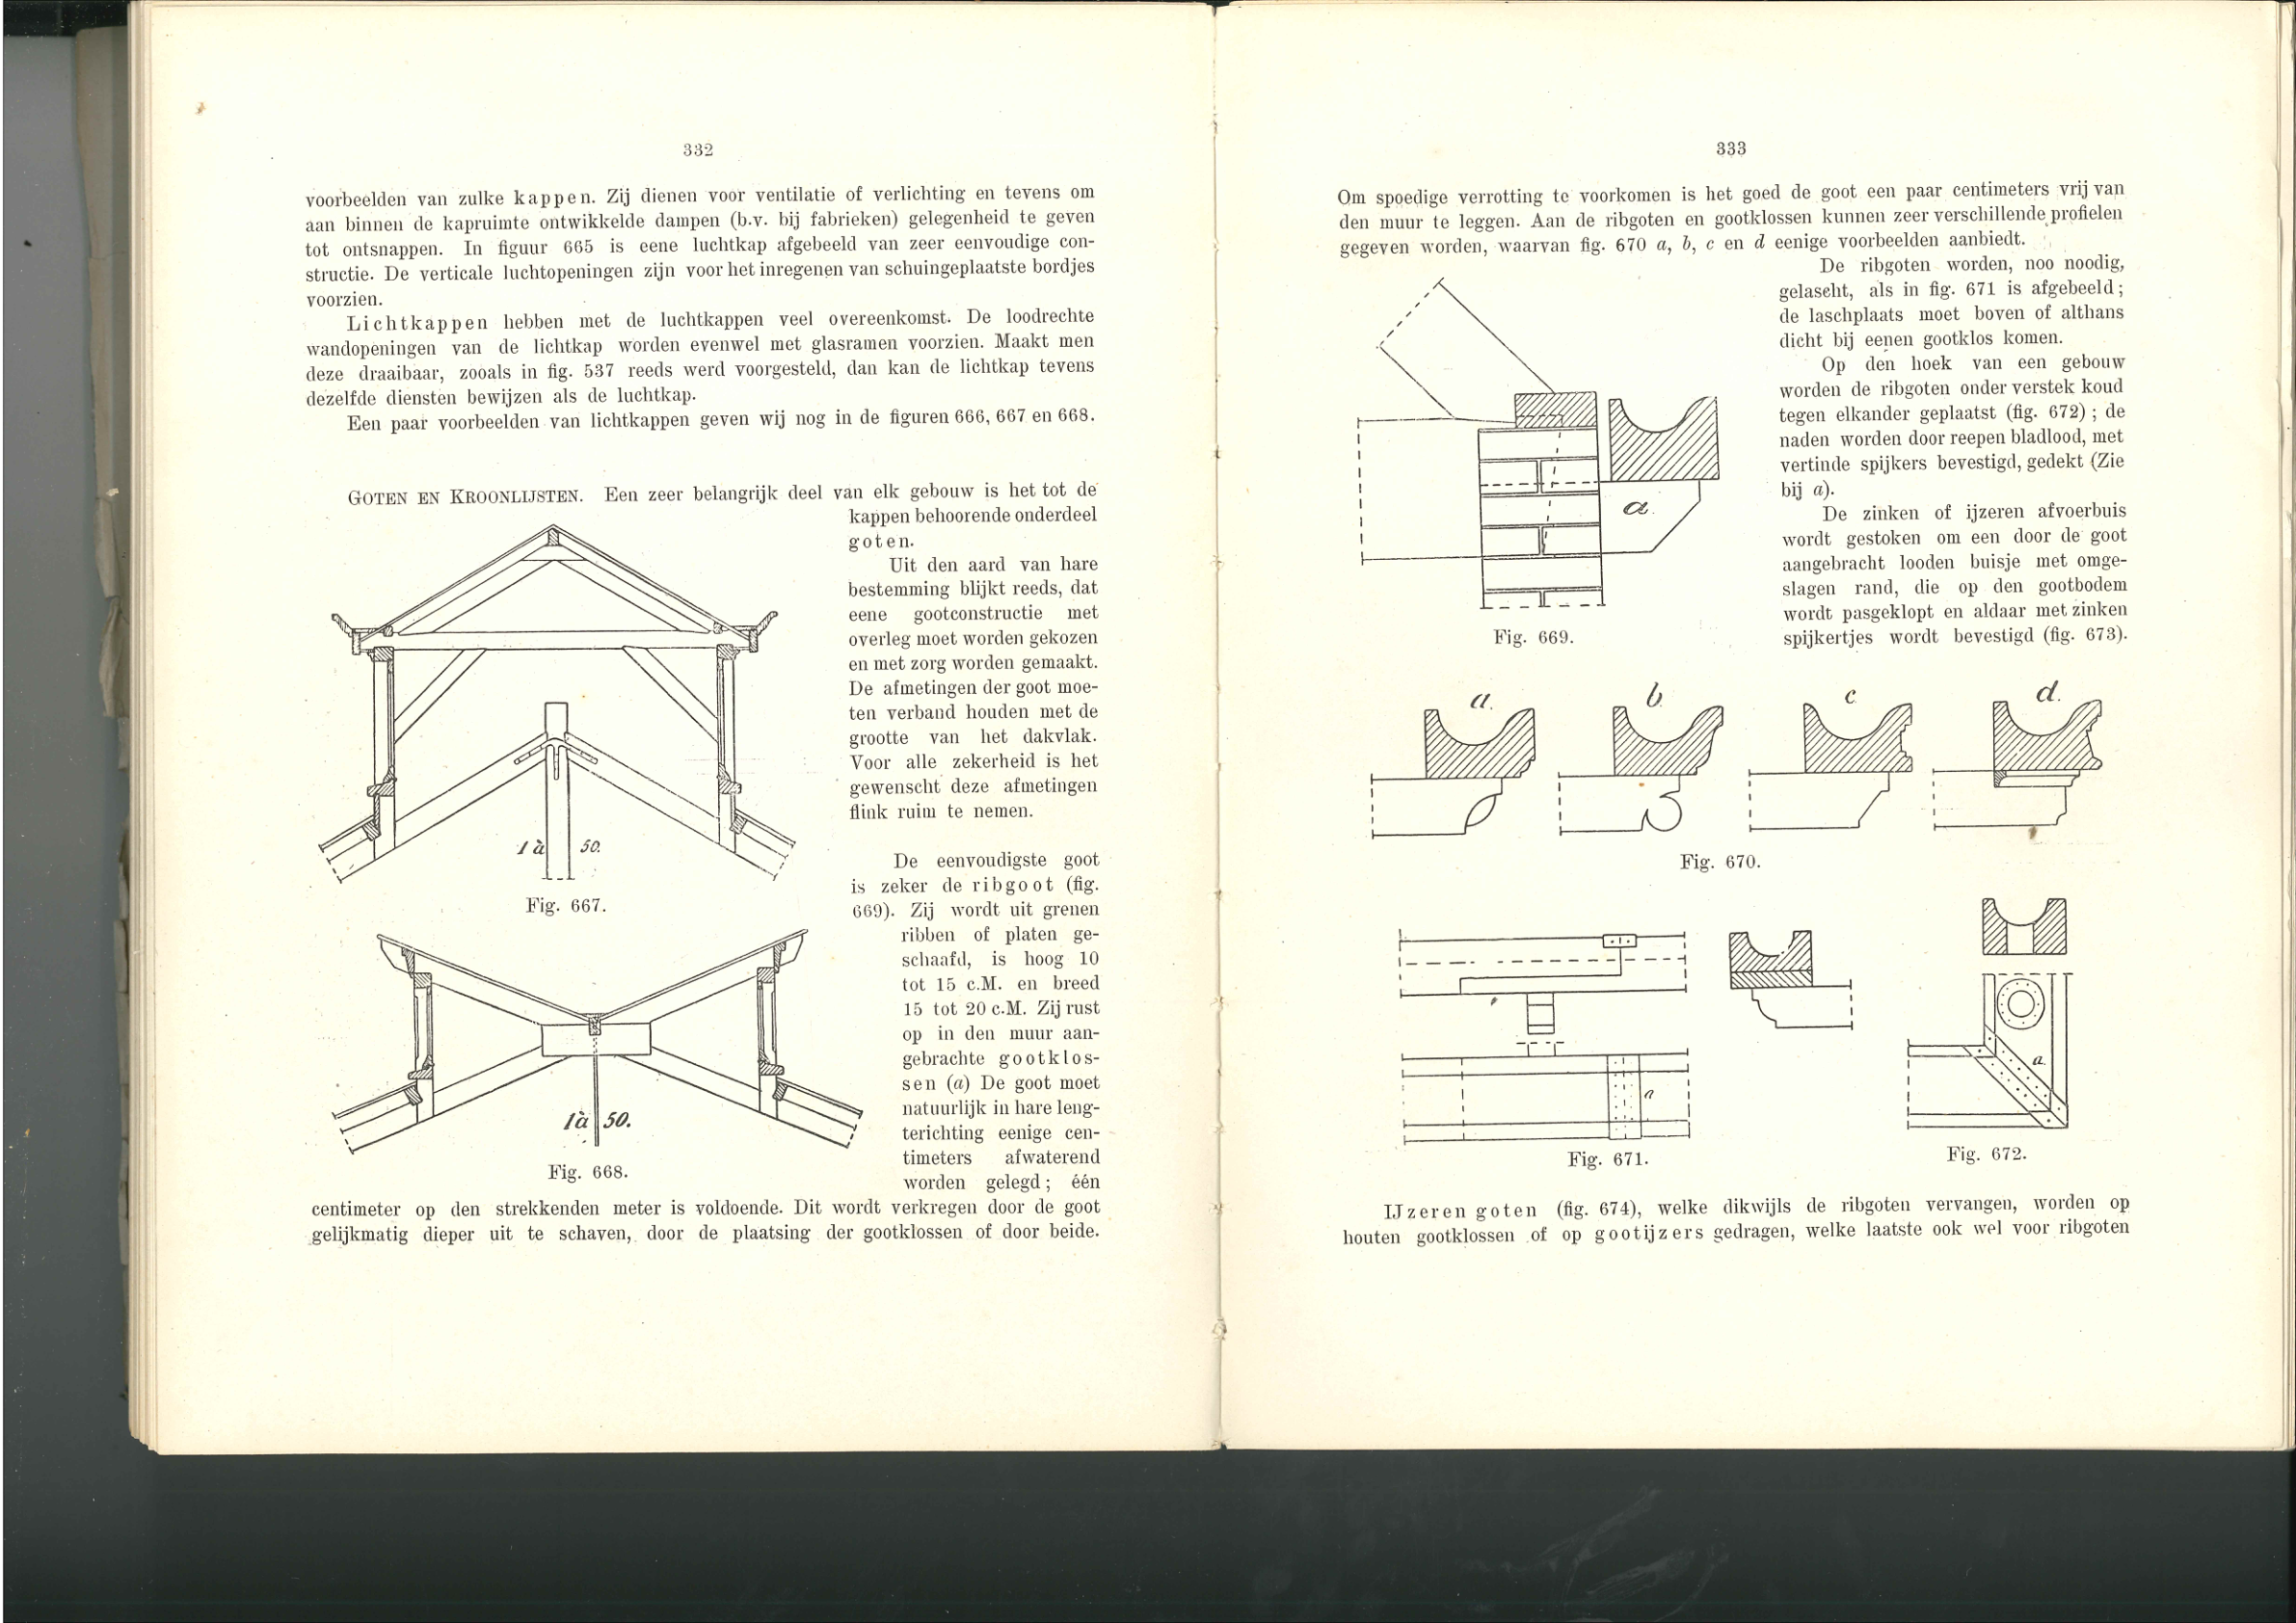 332
voorbeelden van zulke kappen. Zij dienen voor ventilatie of verlichting en tevens om
aan binnen de kapruimte ontwikkelde dampen (b.v. bij fabrieken) gelegenheid te geven
tot ontsnappen. In figuur 665 is eene luchtkap afgebeeld van zeer eenvoudige con-
structie. De verticale luchtopeningen zijn voor het inregenen van schuingeplaatste bordjes
voorzien.
Lichtkappen hebben met de luchtkappen veel overeenkomst. De loodrechte
wandopeningen van de lichtkap worden evenwel met glasramen voorzien. Maakt men
deze draaibaar, zooals in fig. 537 reeds werd voorgesteld, dan kan de lichtkap tevens
dezelfde diensten bewijzen als de luchtkap.
Een paar voorbeelden van lichtkappen geven wij nog in de figuren 666, 667 en 668.
GOTEN EN KROONLIJSTEN. Een zeer belangrijk deel van elk gebouw is het tot de
kappen behoorende onderdeel
goten.
Uit den aard van hare
bestemming blijkt reeds, dat
eene gootconstructie met
overleg moet worden gekozen
en met zorg worden gemaakt.
De afmetingen der goot moe-
ten verband houden met de
grootte van het dakvlak.
Voor alle zekerheid is het
gewenscht deze afmetingen
flink ruim te nemen.
1 à 50.
Fig. 667.
De eenvoudigste goot
is zeker de ribgoot (fig.
669). Zij wordt uit grenen
ribben of platen ge-
schaafd, is hoog 10
tot 15 c.M. en breed
15 tot 20 c.M. Zij rust
op in den muur aan-
gebrachte gootklos-
sen (a) De goot moet
natuurlijk in hare leng-
terichting eenige cen-
timeters afwaterend
worden gelegd; één
1 à 50.
Fig. 668.
centimeter op den strekkenden meter is voldoende. Dit wordt verkregen door de goot
gelijkmatig dieper uit te schaven, door de plaatsing der gootklossen of door beide.
333
Om spoedige verrotting te voorkomen is het goed de goot een paar centimeters vrij van
den muur te leggen. Aan de ribgoten en gootklossen kunnen zeer verschillende profielen
gegeven worden, waarvan fig. 670 a, b, c en d eenige voorbeelden aanbiedt.
De ribgoten worden, noo noodig,
gelascht, als in fig. 671 is afgebeeld;
de laschplaats moet boven of althans
dicht bij eenen gootklos komen.
Op den hoek van een gebouw
worden de ribgoten onder verstek koud
tegen elkander geplaatst (fig. 672); de
naden worden door reepen bladlood, met
vertinde spijkers bevestigd, gedekt (Zie
bij a).
De zinken of ijzeren afvoerbuis
wordt gestoken om een door de goot
aangebracht looden buisje met omge-
slagen rand, die op den gootbodem
wordt pasgeklopt en aldaar met zinken
spijkertjes wordt bevestigd (fig. 673).
a.
Fig. 669.
a. b. c. d.
Fig. 670.
a
Fig. 671.
a.
Fig. 672.
IJzeren goten (fig. 674), welke dikwijls de ribgoten vervangen, worden op
houten gootklossen of op gootijzers gedragen, welke laatste ook wel voor ribgoten